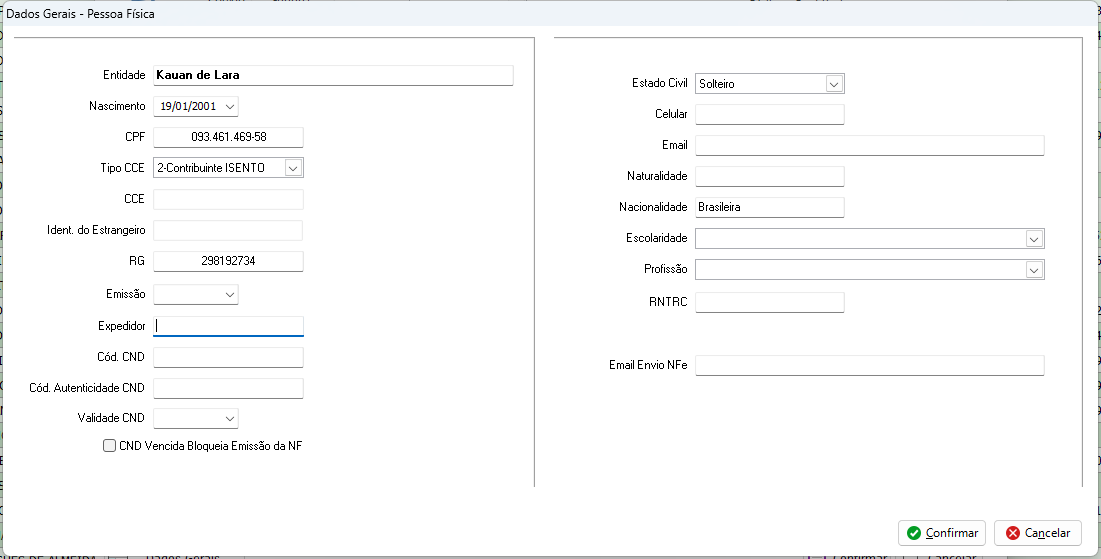 Dados Gerais - Pessoa Física
Entidade Kauan de Lara
Nascimento 19/01/2001
CPF 093.461.469-58
Tipo CCE 2-Contribuinte ISENTO
CCE
Ident. do Estrangeiro
RG 298192734
Emissão
Expedidor
Cód. CND
Cód. Autenticidade CND
Validade CND
CND Vencida Bloqueia Emissão da NF
Estado Civil Solteiro
Celular
Email
Naturalidade
Nacionalidade Brasileira
Escolaridade
Profissão
RNTRC
Email Envio NFe
Confirmar
Cancelar